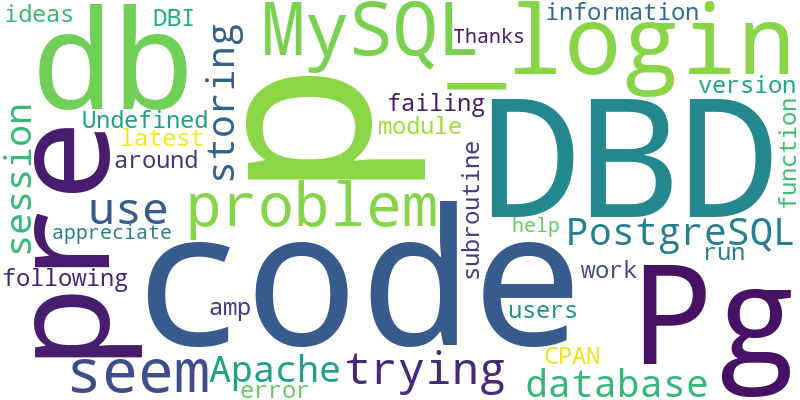 ideas
DBI
db
storing
MySQL
Thanks
information
_login
version
session
Undefined
latest
around
pre
p
failing
module
DBD
function
use
problem
appreciate
following
subroutine
help
PostgreSQL
run
code
amp
users
work
Pg
seem
Apache
error
trying
CPAN
database